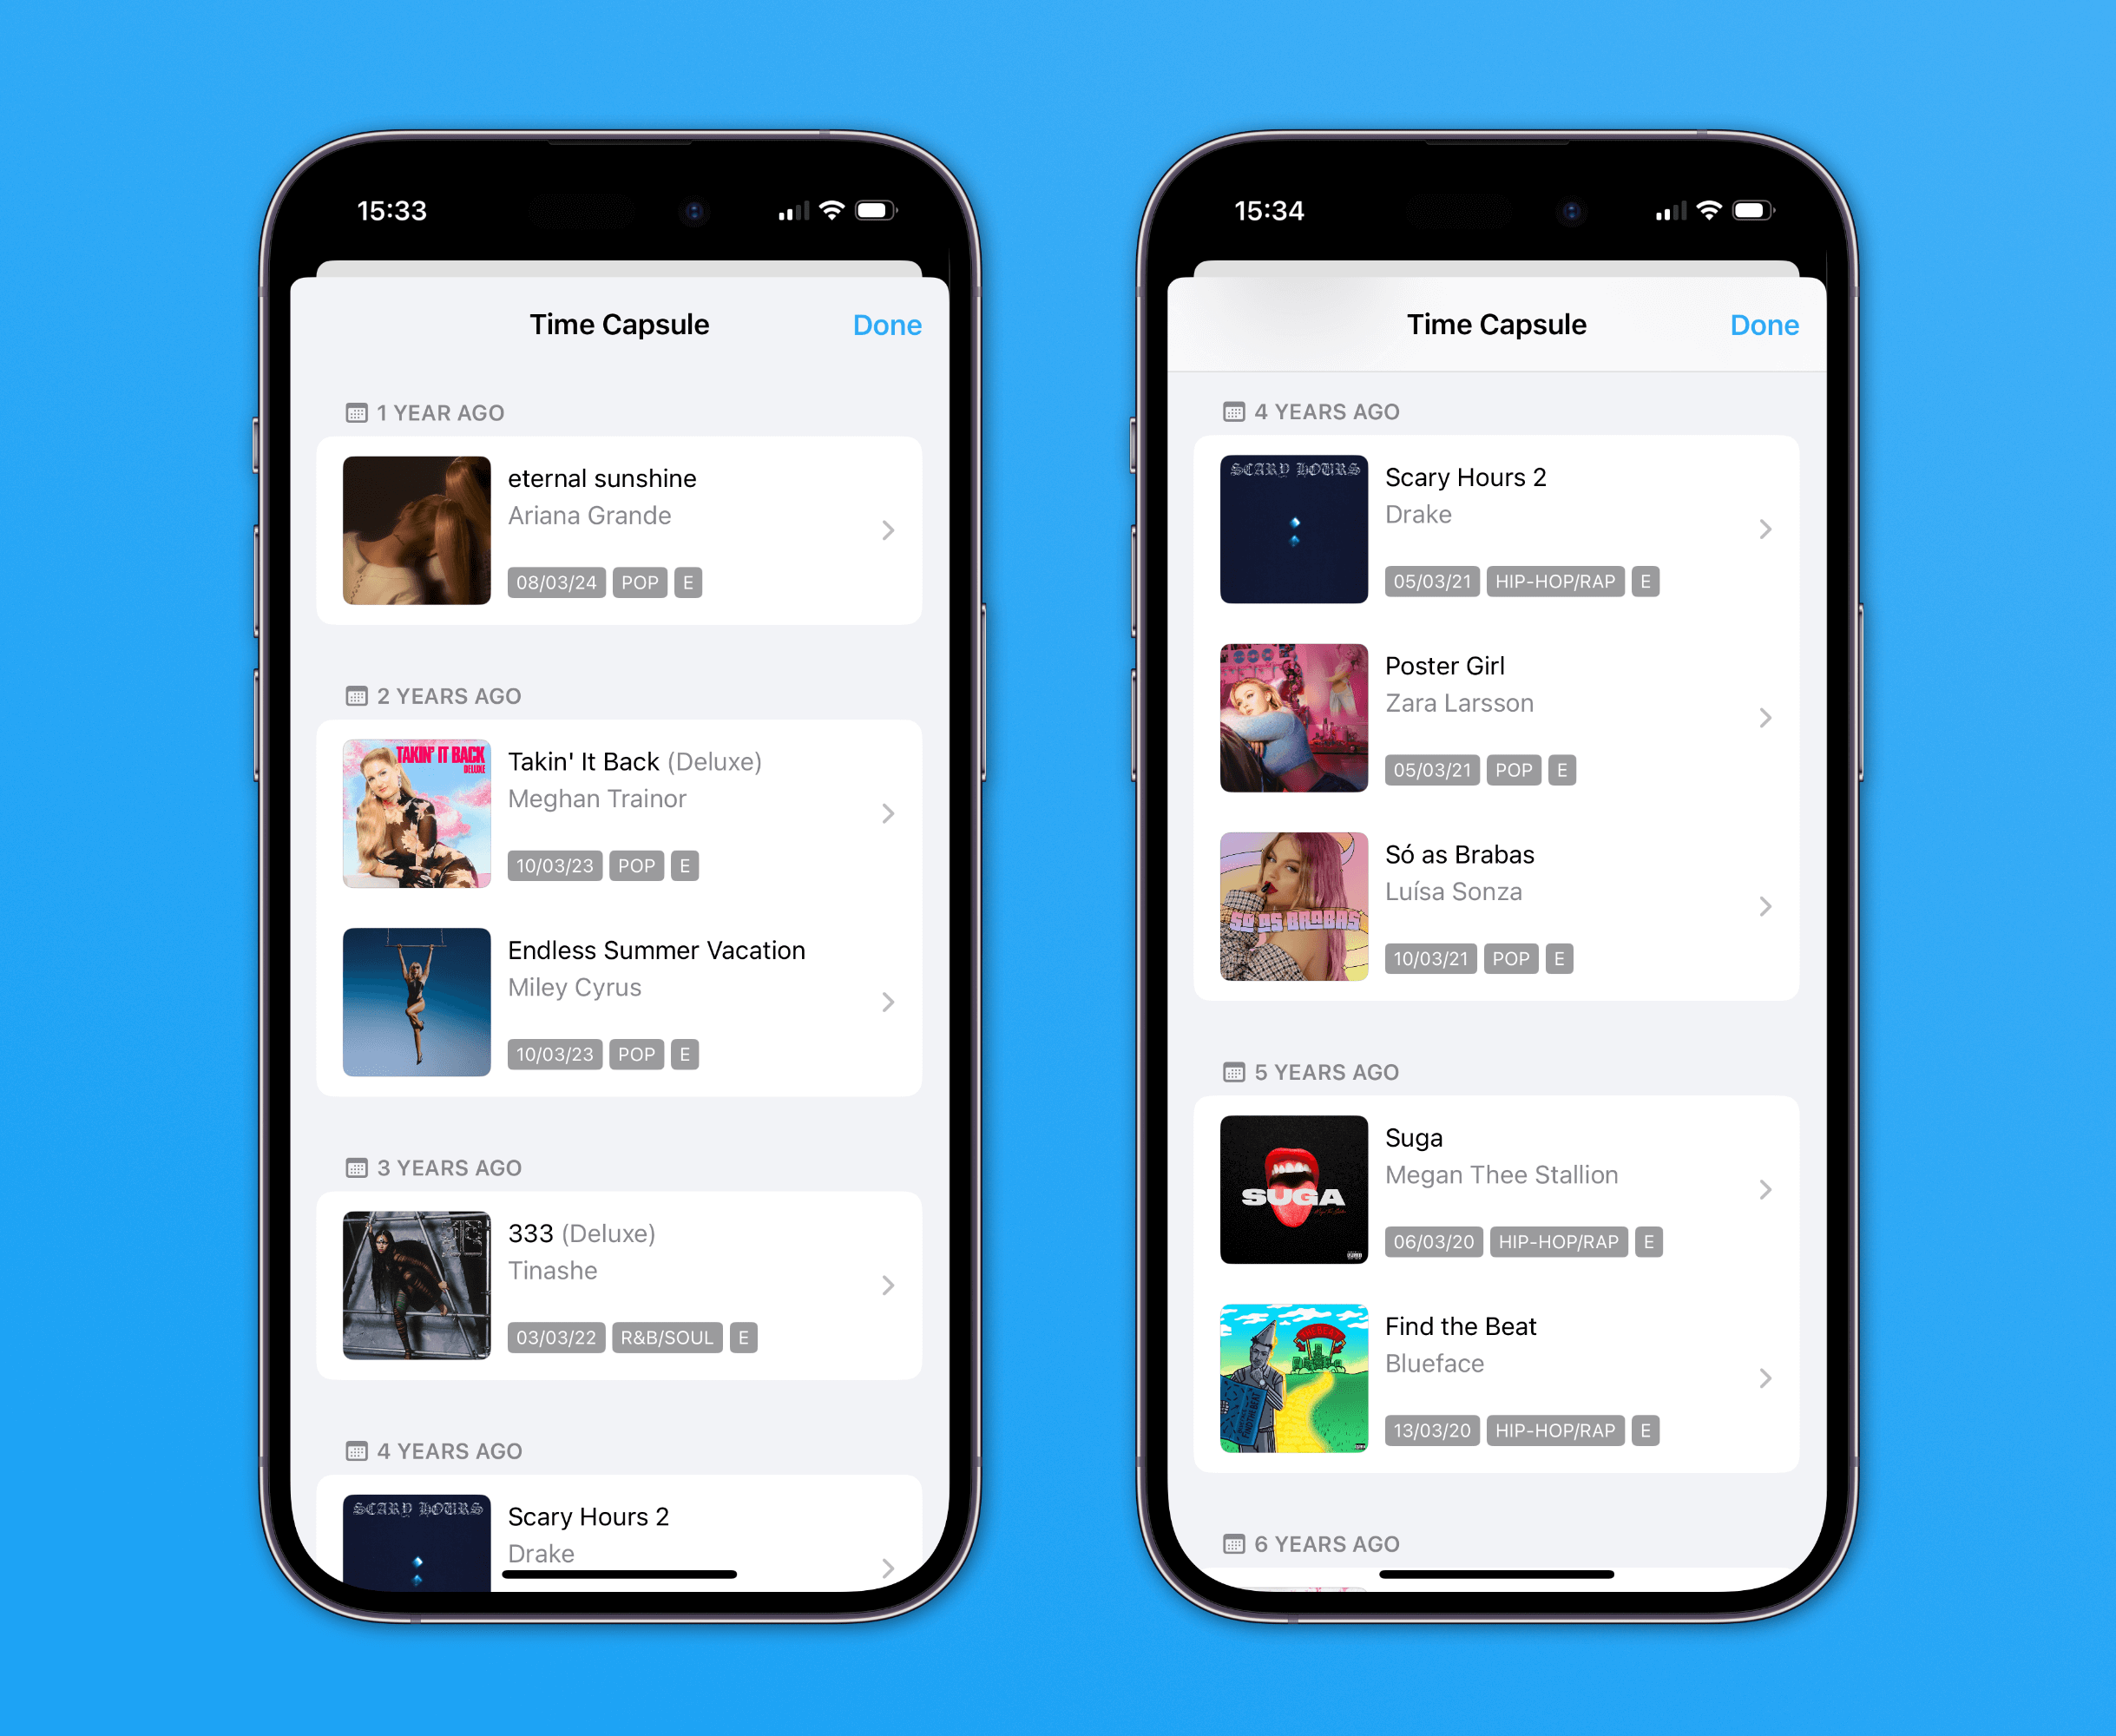 15:33
Time Capsule
Done
1 YEAR AGO
eternal sunshine
Ariana Grande
08/03/24 POP E
2 YEARS AGO
TAKIN' IT BACK
DELUXE
Takin' It Back (Deluxe)
Meghan Trainor
10/03/23 POP E
Endless Summer Vacation
Miley Cyrus
10/03/23 POP E
3 YEARS AGO
333 (Deluxe)
Tinashe
03/03/22 R&B/SOUL E
4 YEARS AGO
SCARY HOURS
Scary Hours 2
Drake
15:34
Time Capsule
Done
4 YEARS AGO
SCARY HOURS
Scary Hours 2
Drake
05/03/21 HIP-HOP/RAP E
Poster Girl
Zara Larsson
05/03/21 POP E
SÓ AS BRABAS
Só as Brabas
Luísa Sonza
10/03/21 POP E
5 YEARS AGO
SUGA
Suga
Megan Thee Stallion
06/03/20 HIP-HOP/RAP E
Find the Beat
Blueface
13/03/20 HIP-HOP/RAP E
6 YEARS AGO